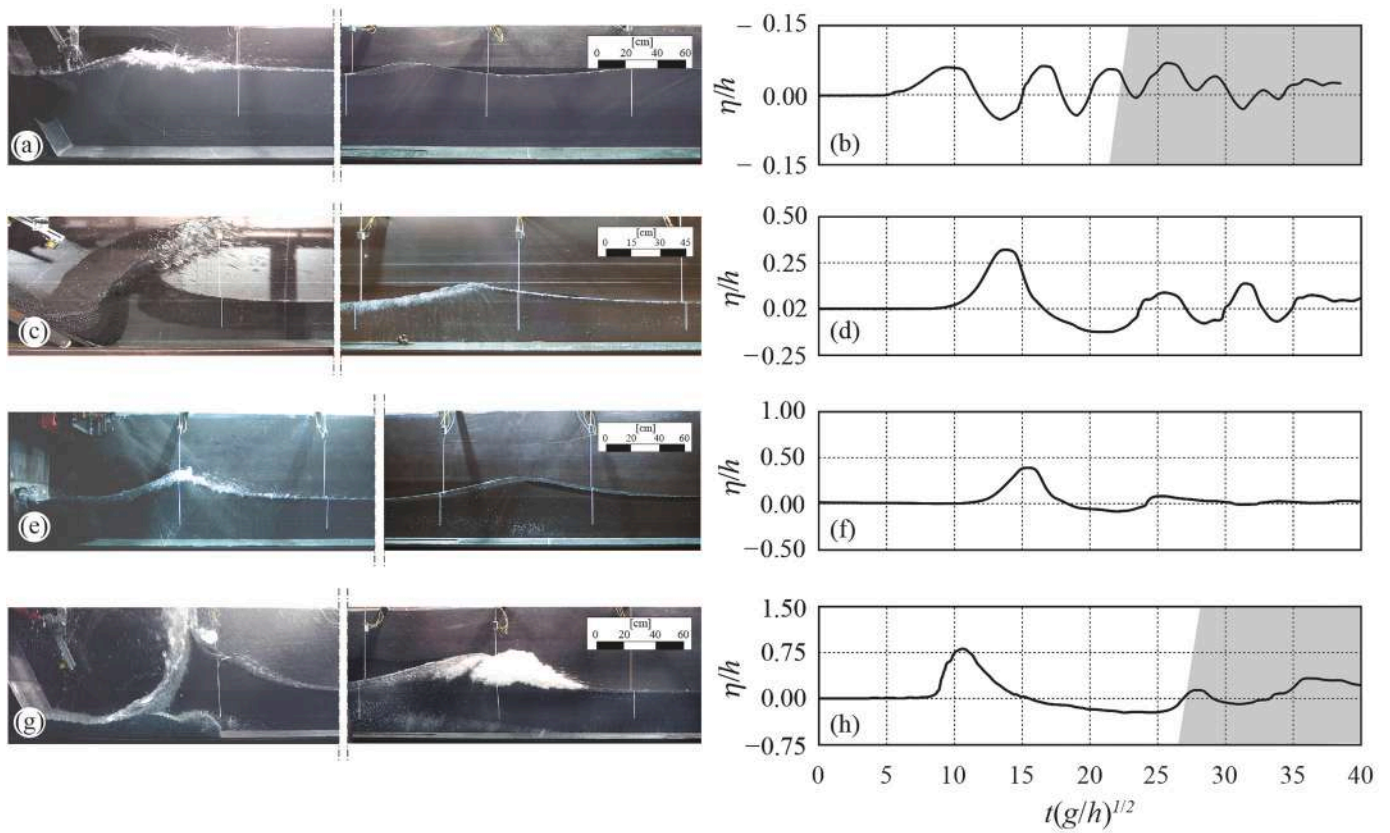 [cm]
0 20 40 60
(a)
− 0.15
0.00
− 0.15
η/h
(b)
[cm]
0 15 30 45
(c)
0.50
0.25
0.02
−0.25
η/h
(d)
[cm]
0 20 40 60
(e)
1.00
0.50
0.00
−0.50
η/h
(f)
[cm]
0 20 40 60
(g)
1.50
0.75
0.00
−0.75
η/h
(h)
0 5 10 15 20 25 30 35 40
t(g/h)^{1/2}